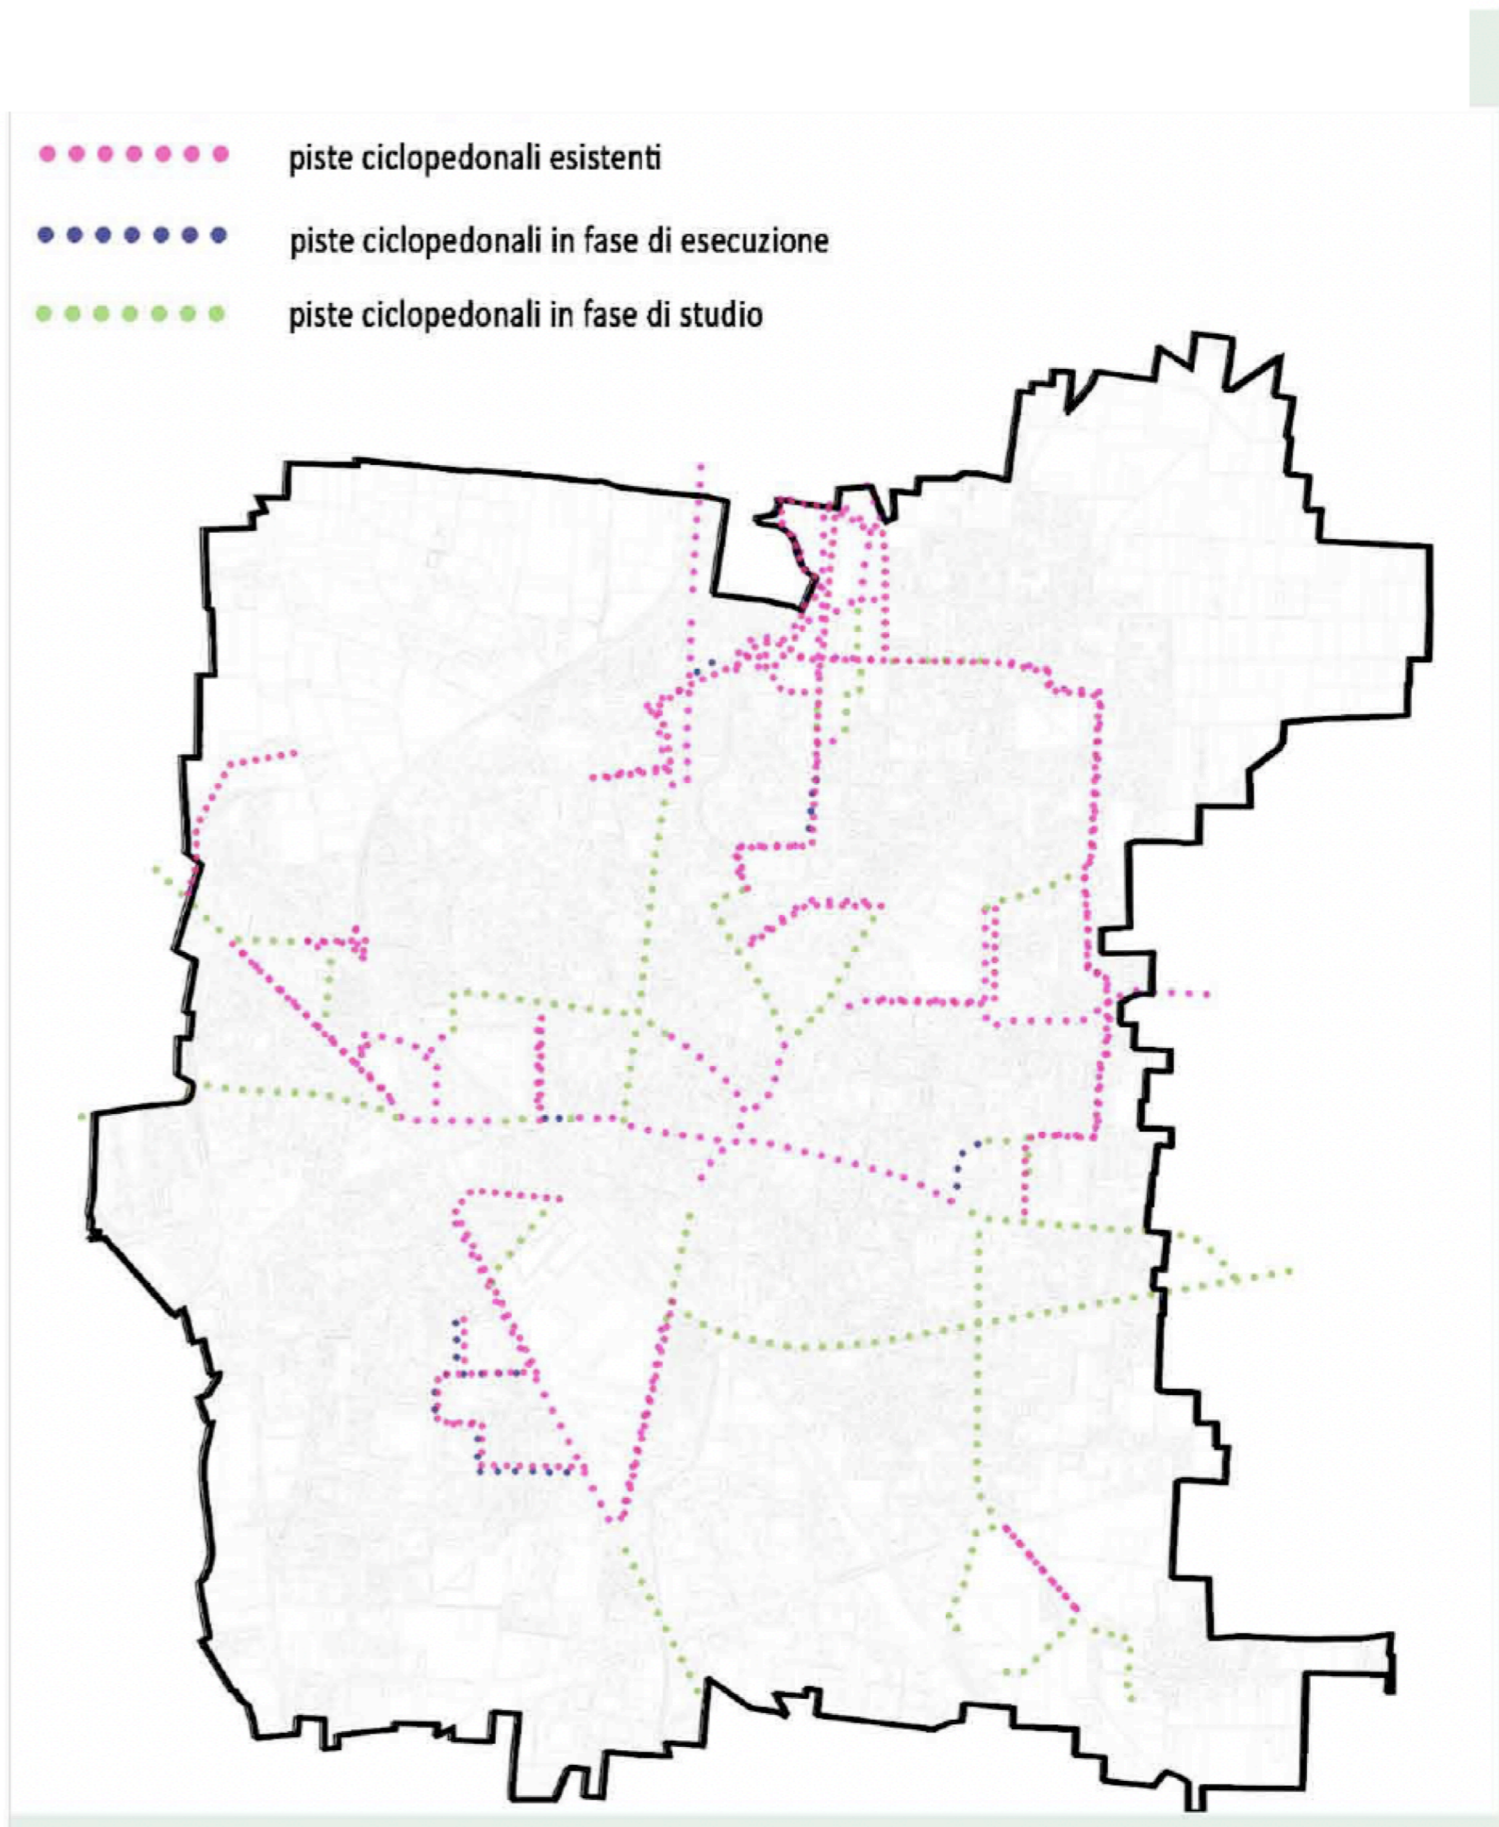 piste ciclopedonali esistenti
piste ciclopedonali in fase di esecuzione
piste ciclopedonali in fase di studio